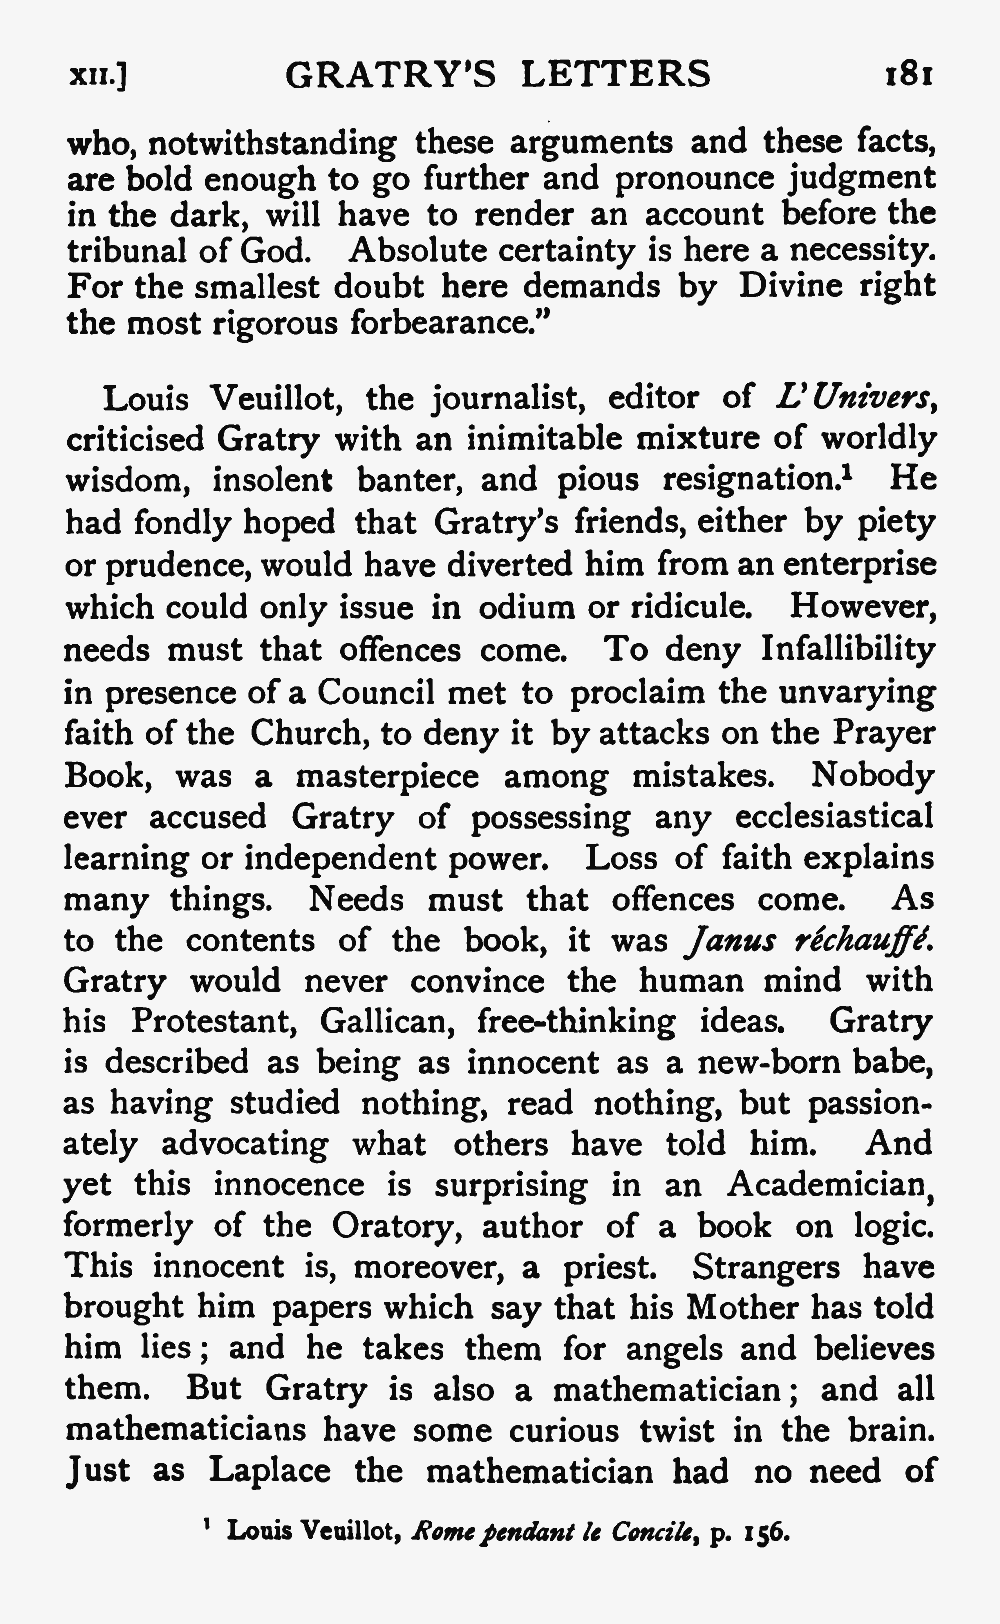 XII.] GRATRY'S LETTERS 181
who, notwithstanding these arguments and these facts,
are bold enough to go further and pronounce judgment
in the dark, will have to render an account before the
tribunal of God. Absolute certainty is here a necessity.
For the smallest doubt here demands by Divine right
the most rigorous forbearance.”
Louis Veuillot, the journalist, editor of L'Univers,
criticised Gratry with an inimitable mixture of worldly
wisdom, insolent banter, and pious resignation.¹ He
had fondly hoped that Gratry's friends, either by piety
or prudence, would have diverted him from an enterprise
which could only issue in odium or ridicule. However,
needs must that offences come. To deny Infallibility
in presence of a Council met to proclaim the unvarying
faith of the Church, to deny it by attacks on the Prayer
Book, was a masterpiece among mistakes. Nobody
ever accused Gratry of possessing any ecclesiastical
learning or independent power. Loss of faith explains
many things. Needs must that offences come. As
to the contents of the book, it was Janus réchauffé.
Gratry would never convince the human mind with
his Protestant, Gallican, free-thinking ideas. Gratry
is described as being as innocent as a new-born babe,
as having studied nothing, read nothing, but passion-
ately advocating what others have told him. And
yet this innocence is surprising in an Academician,
formerly of the Oratory, author of a book on logic.
This innocent is, moreover, a priest. Strangers have
brought him papers which say that his Mother has told
him lies; and he takes them for angels and believes
them. But Gratry is also a mathematician; and all
mathematicians have some curious twist in the brain.
Just as Laplace the mathematician had no need of
¹ Louis Veuillot, Rome pendant le Concile, p. 156.